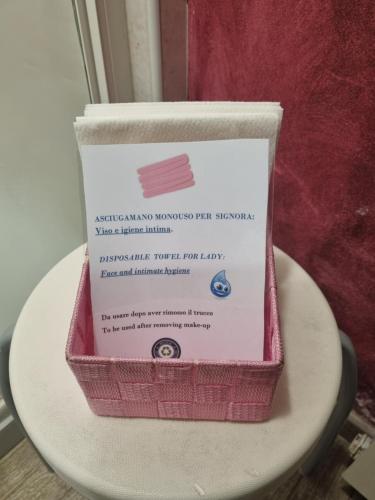 ASCIUGAMANO MONOUSO PER SIGNORA:
Viso e igiene intima.
DISPOSABLE TOWEL FOR LADY:
Face and intimate hygiene
Da usare dopo aver rimosso il trucco
To be used after removing make-up